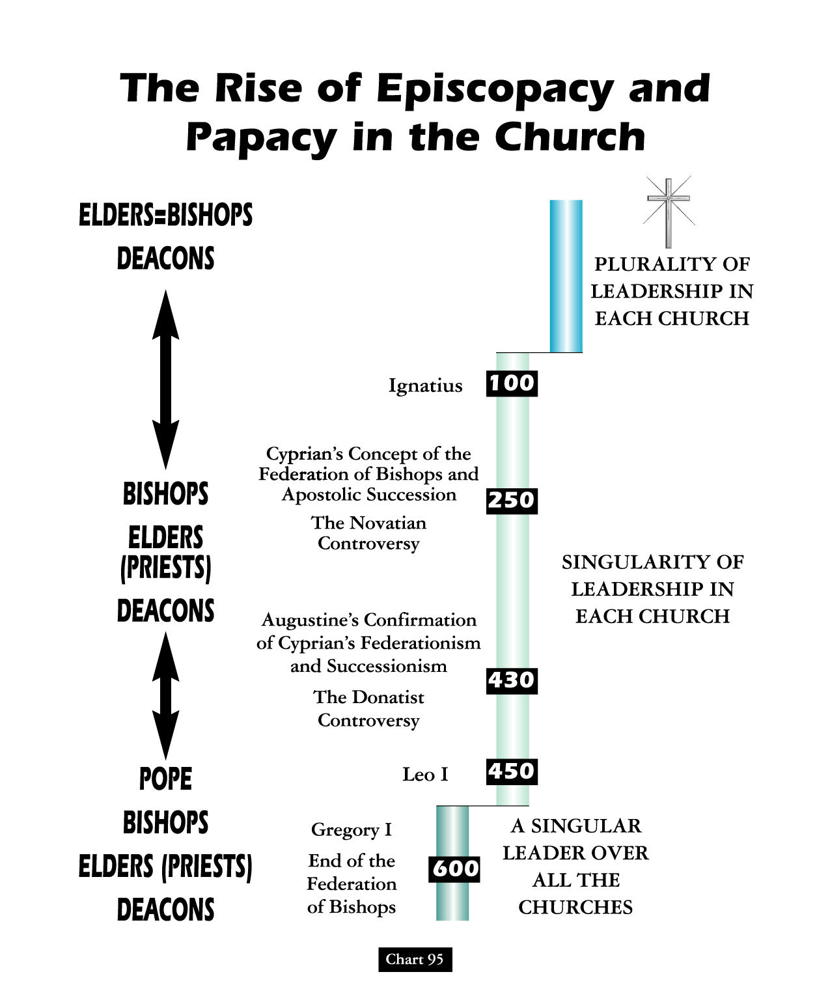 The Rise of Episcopacy and
Papacy in the Church
ELDERS=BISHOPS
DEACONS
PLURALITY OF
LEADERSHIP IN
EACH CHURCH
Ignatius
100
Cyprian’s Concept of the
Federation of Bishops and
Apostolic Succession
250
The Novatian
Controversy
BISHOPS
ELDERS
(PRIESTS)
DEACONS
SINGULARITY OF
LEADERSHIP IN
EACH CHURCH
Augustine’s Confirmation
of Cyprian’s Federationism
and Successionism
430
The Donatist
Controversy
Leo I
450
POPE
BISHOPS
ELDERS (PRIESTS)
DEACONS
Gregory I
End of the
Federation
of Bishops
600
A SINGULAR
LEADER OVER
ALL THE
CHURCHES
Chart 95